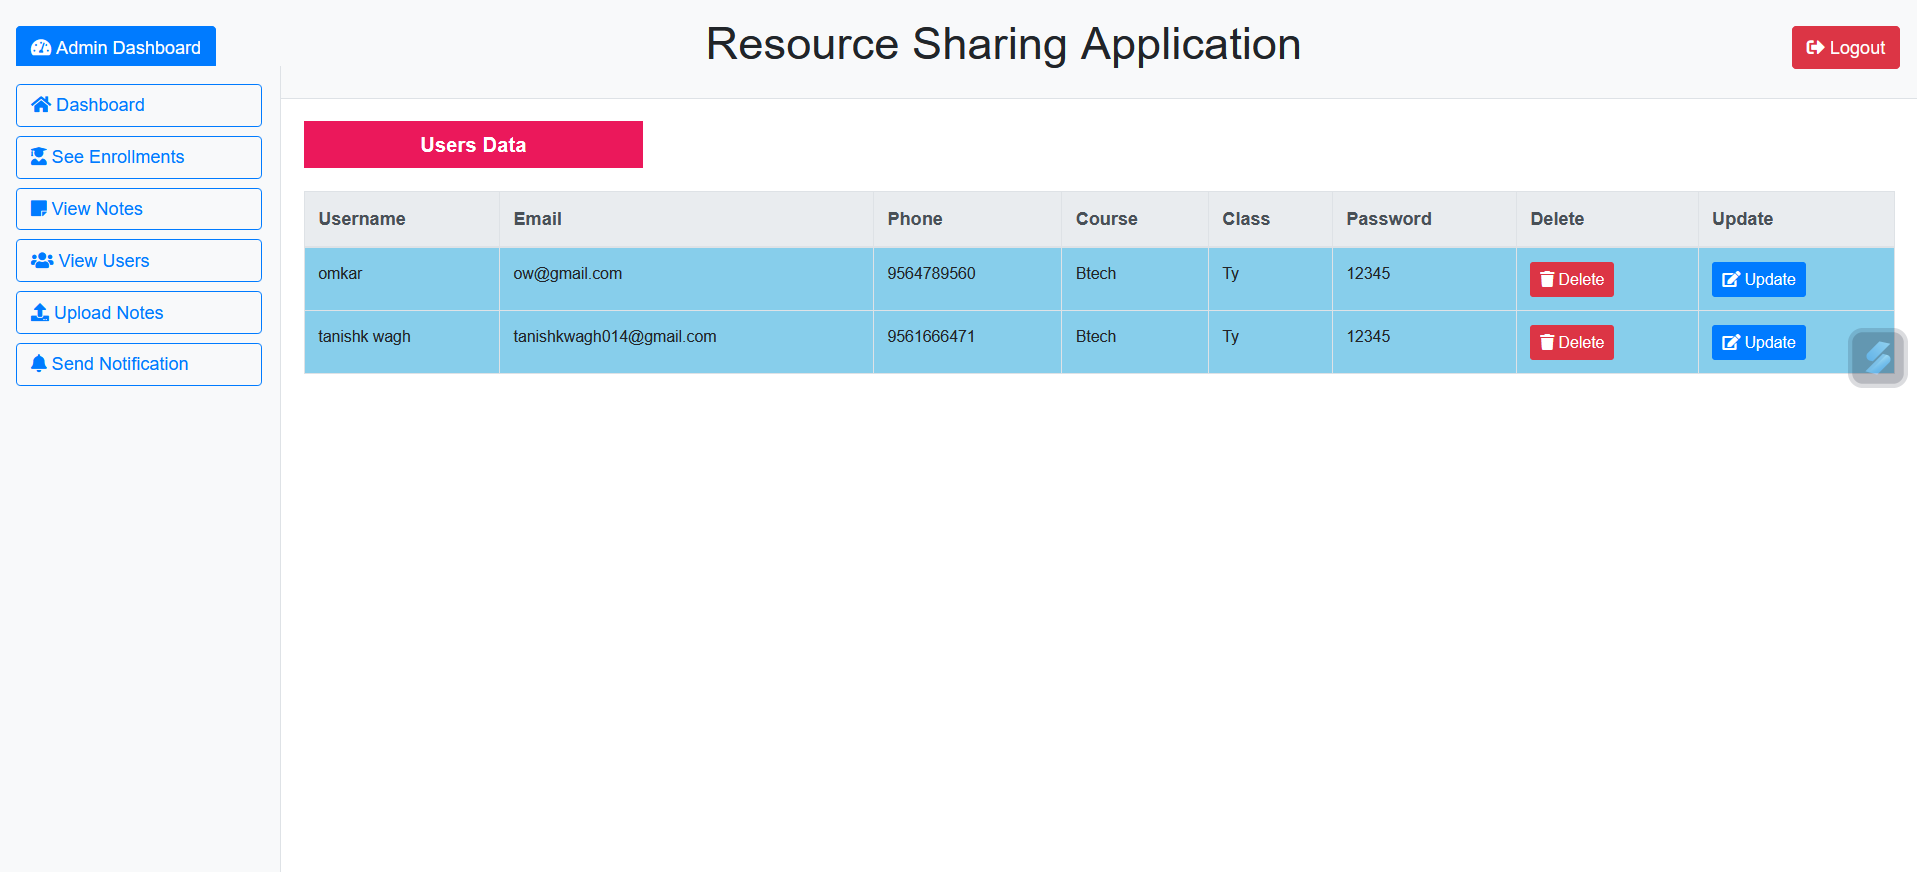 Admin Dashboard
Resource Sharing Application
Logout
Dashboard
See Enrollments
View Notes
View Users
Upload Notes
Send Notification
Users Data
Username Email Phone Course Class Password Delete Update
omkar ow@gmail.com 9564789560 Btech Ty 12345 Delete Update
tanishk wagh tanishkwagh014@gmail.com 9561666471 Btech Ty 12345 Delete Update